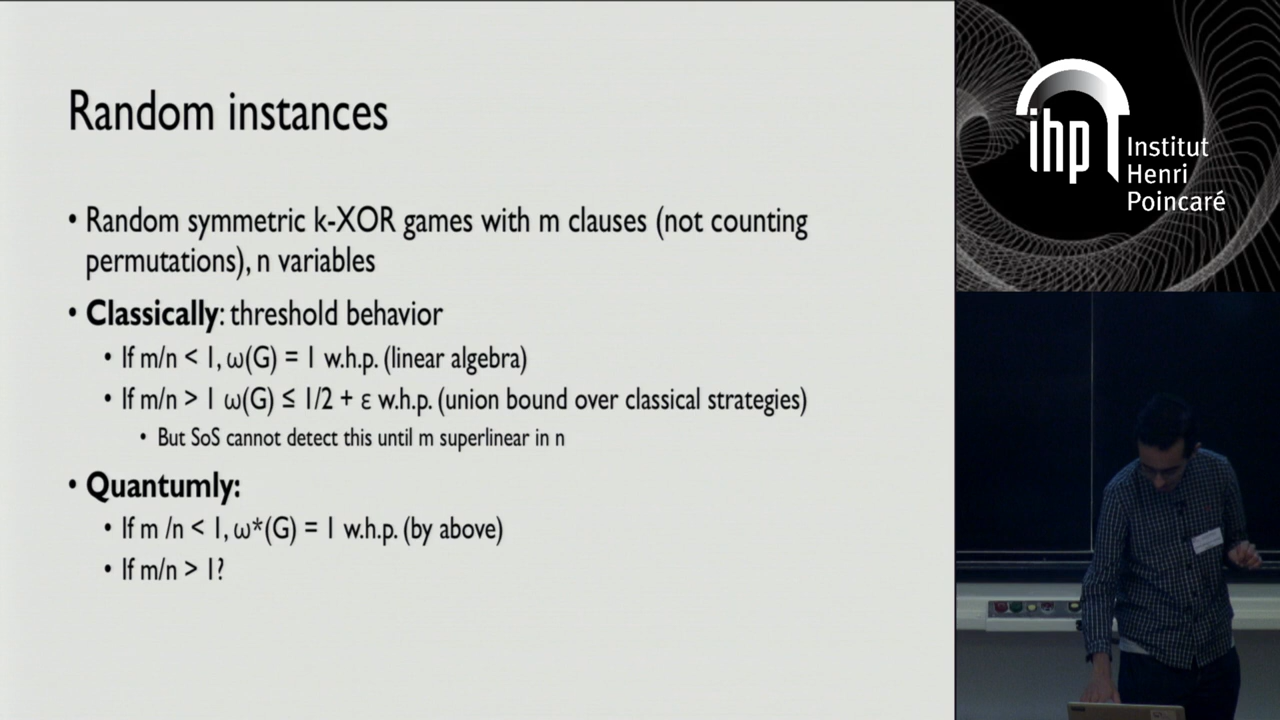 Random instances
• Random symmetric k-XOR games with m clauses (not counting
permutations), n variables
• Classically: threshold behavior
• If m/n < 1, ω(G) = 1 w.h.p. (linear algebra)
• If m/n > 1 ω(G) ≤ 1/2 + ε w.h.p. (union bound over classical strategies)
• But SoS cannot detect this until m superlinear in n
• Quantumly:
• If m /n < 1, ω*(G) = 1 w.h.p. (by above)
• If m/n > 1?
ihp
Institut
Henri
Poincaré